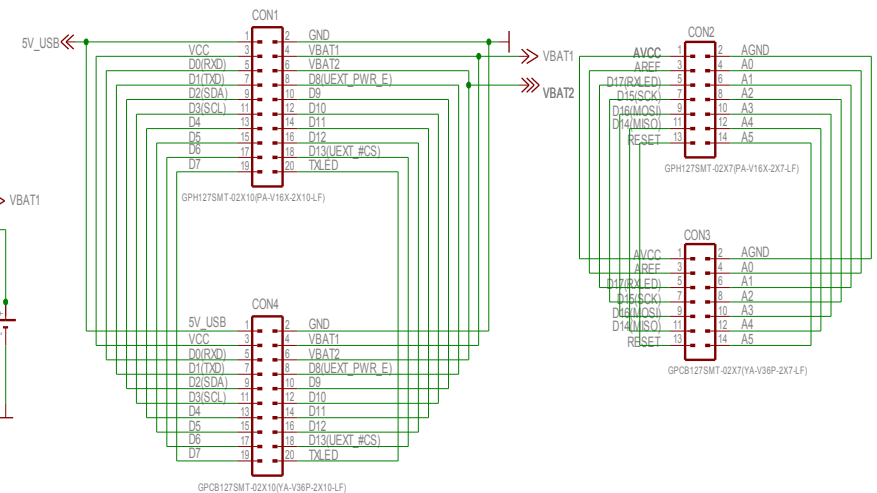 CON1
5V_USB
1 2 GND
VCC 3 4 VBAT1
D0(RXD) 5 6 VBAT2
D1(TXD) 7 8 D8(UEXT_PWR_E)
D2(SDA) 9 10 D9
D3(SCL) 11 12 D10
D4 13 14 D11
D5 15 16 D12
D6 17 18 D13(UEXT_#CS)
D7 19 20 TXLED
GPH127SMT-02X10(PA-V16X-2X10-LF)
VBAT1
VBAT2
VBAT1
CON4
5V_USB 1 2 GND
VCC 3 4 VBAT1
D0(RXD) 5 6 VBAT2
D1(TXD) 7 8 D8(UEXT_PWR_E)
D2(SDA) 9 10 D9
D3(SCL) 11 12 D10
D4 13 14 D11
D5 15 16 D12
D6 17 18 D13(UEXT_#CS)
D7 19 20 TXLED
GPCB127SMT-02X10(YA-V36P-2X10-LF)
CON2
AVCC 1 2 AGND
AREF 3 4 A0
D17(RXLED) 5 6 A1
D15(SCK) 7 8 A2
D16(MOSI) 9 10 A3
D14(MISO) 11 12 A4
RESET 13 14 A5
GPH127SMT-02X7(PA-V16X-2X7-LF)
CON3
AVCC 1 2 AGND
AREF 3 4 A0
D17(RXLED) 5 6 A1
D15(SCK) 7 8 A2
D16(MOSI) 9 10 A3
D14(MISO) 11 12 A4
RESET 13 14 A5
GPCB127SMT-02X7(YA-V36P-2X7-LF)